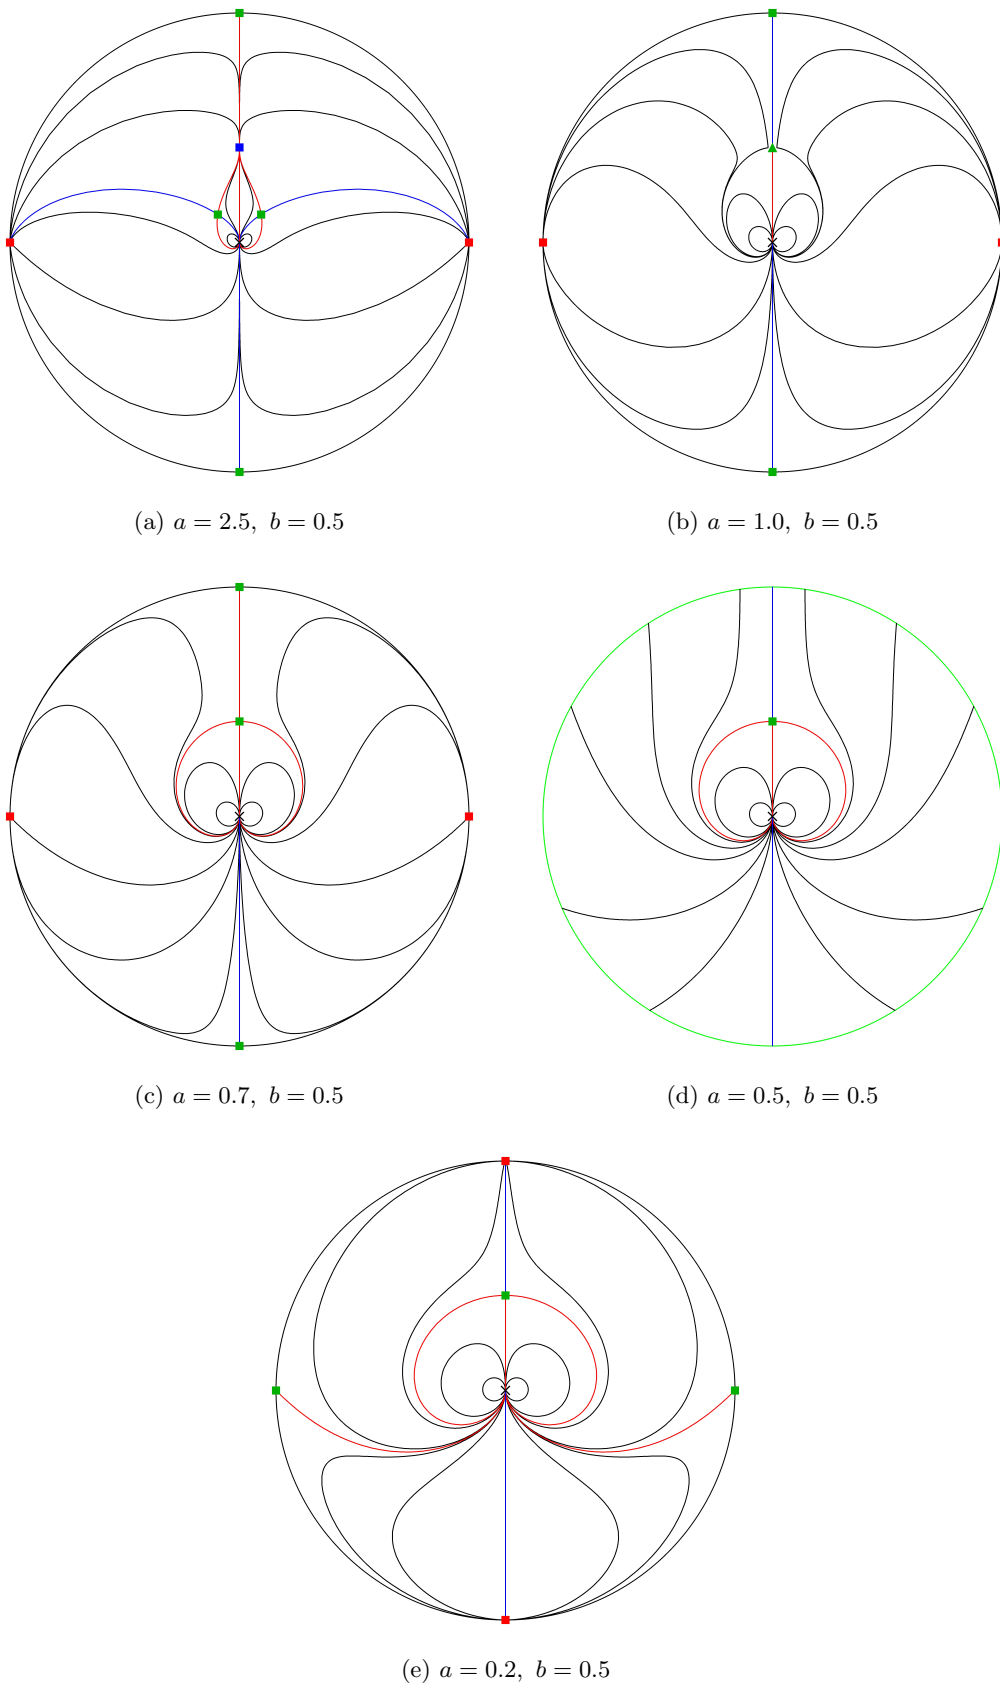 (a) a = 2.5, b = 0.5
(b) a = 1.0, b = 0.5
(c) a = 0.7, b = 0.5
(d) a = 0.5, b = 0.5
(e) a = 0.2, b = 0.5